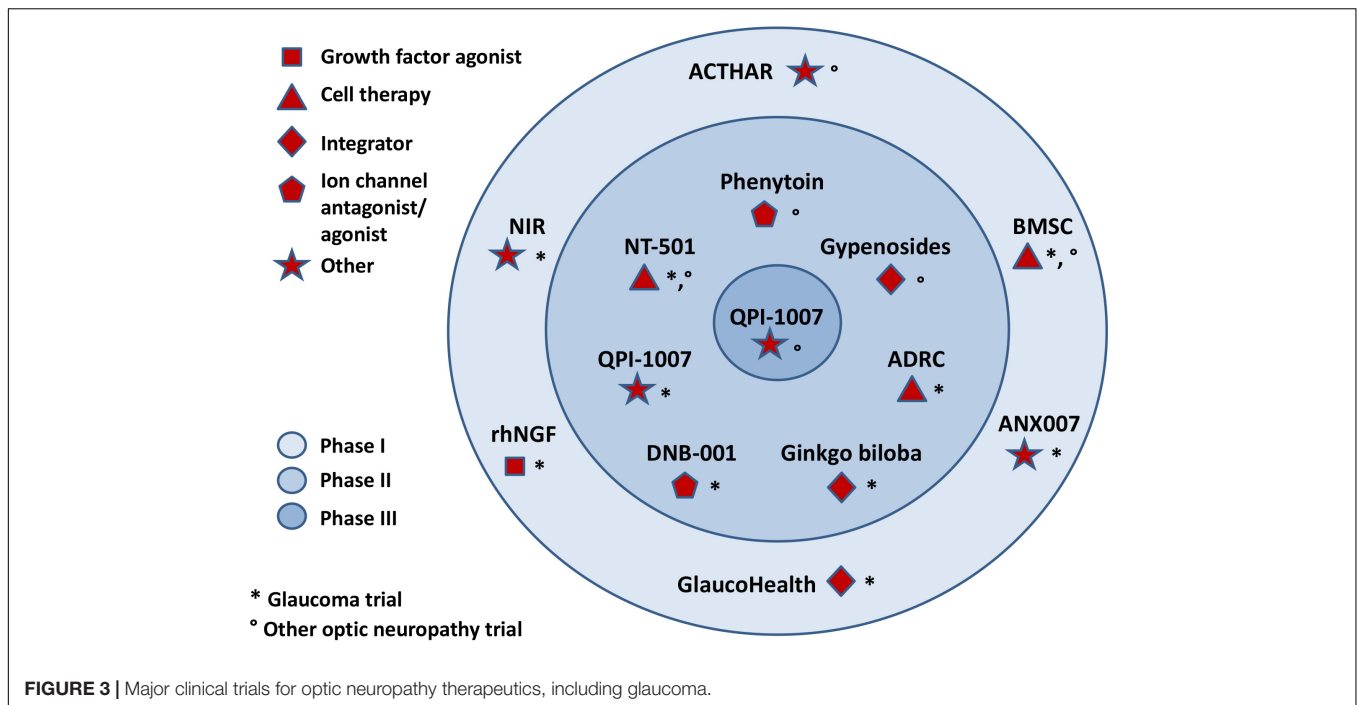 Growth factor agonist
Cell therapy
Integrator
Ion channel
antagonist/
agonist
Other
ACTHAR °
Phenytoin
°
NIR
*
NT-501
*,°
Gypenosides
°
BMSC
*, °
QPI-1007
°
QPI-1007
*
ADRC
*
rhNGF
*
DNB-001
*
Ginkgo biloba
*
ANX007
*
GlaucoHealth *
Phase I
Phase II
Phase III
* Glaucoma trial
° Other optic neuropathy trial
FIGURE 3 | Major clinical trials for optic neuropathy therapeutics, including glaucoma.